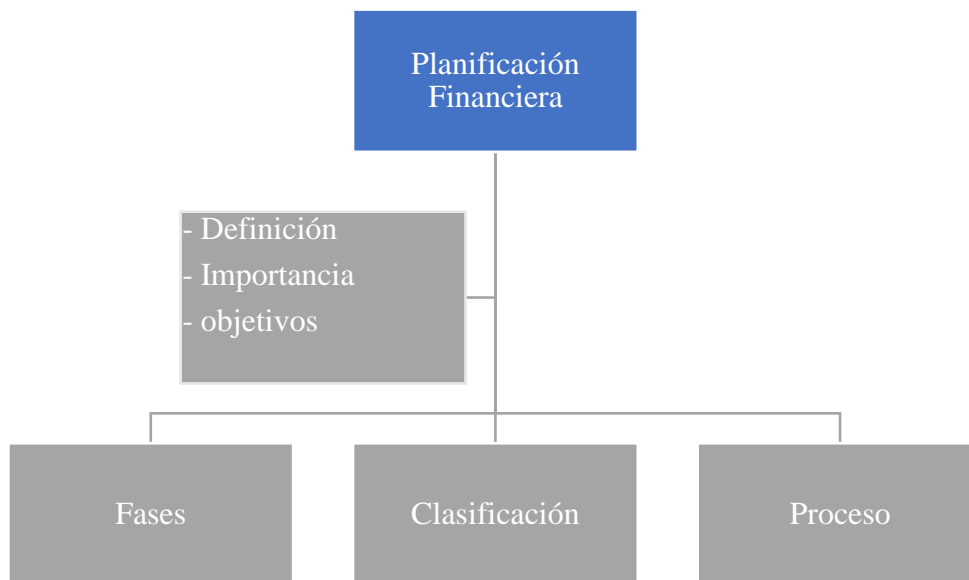 Planificación
Financiera
- Definición
- Importancia
- objetivos
Fases
Clasificación
Proceso